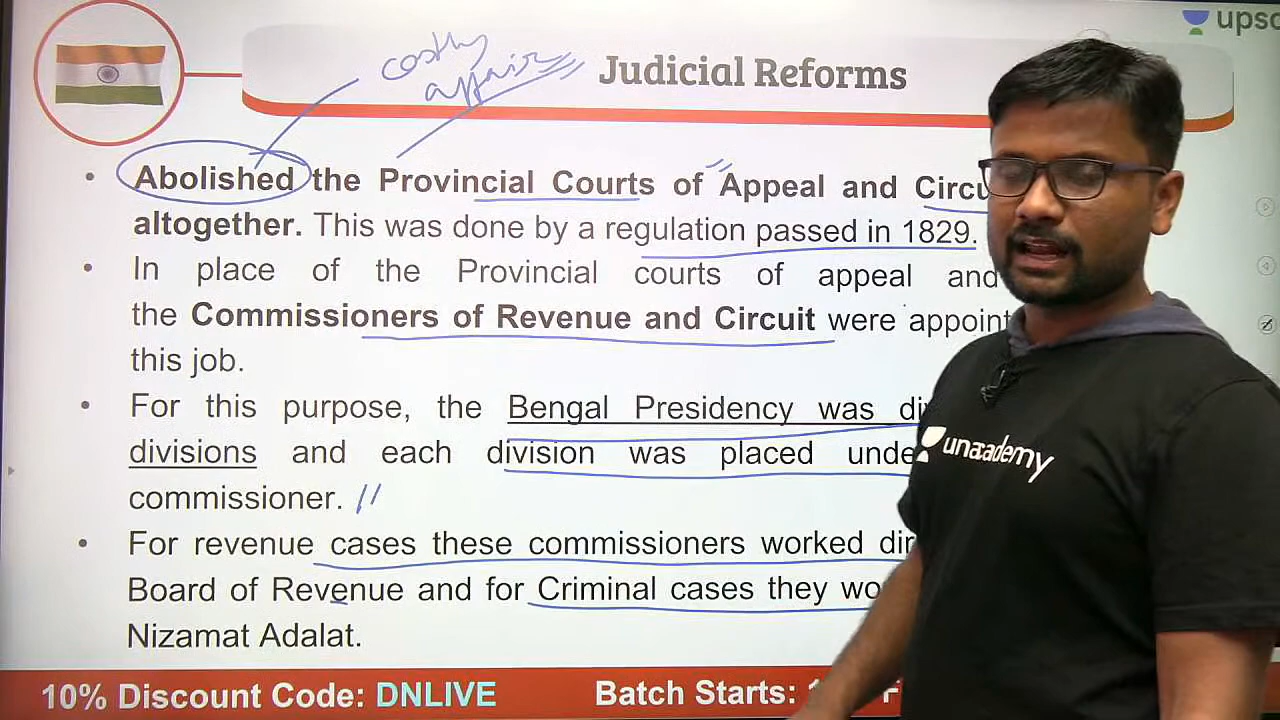 upsc
costly
affair
Judicial Reforms
• Abolished the Provincial Courts of Appeal and Circu
altogether. This was done by a regulation passed in 1829.
• In place of the Provincial courts of appeal and
the Commissioners of Revenue and Circuit were appoint
this job.
• For this purpose, the Bengal Presidency was di
divisions and each division was placed unde
commissioner.
• For revenue cases these commissioners worked dir
Board of Revenue and for Criminal cases they wo
Nizamat Adalat.
unacademy
10% Discount Code: DNLIVE
Batch Starts: 1